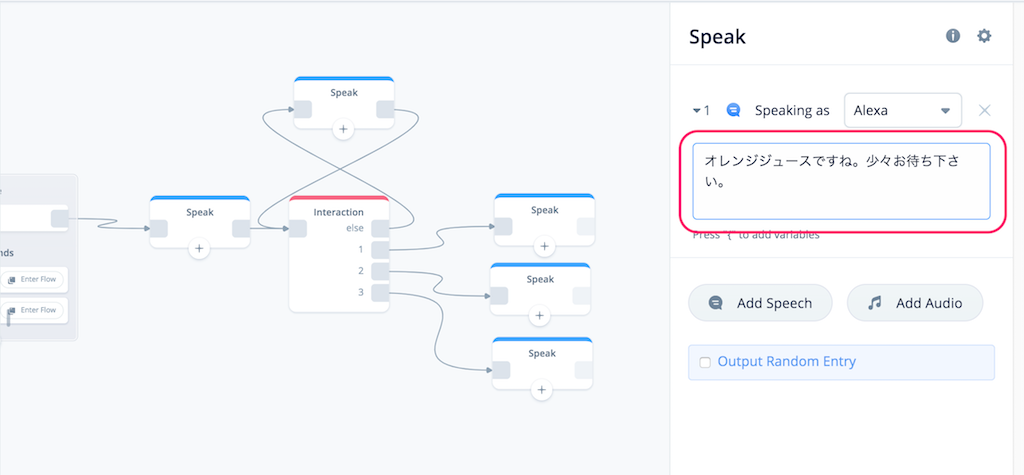 Speak
Interaction
else
1
2
3
Speak
Speak
Speak
Speak
Enter Flow
Enter Flow
Speak
1
Speaking as
Alexa
オレンジジュースですね。少々お待ち下さ
い。
Press "{" to add variables
Add Speech
Add Audio
Output Random Entry